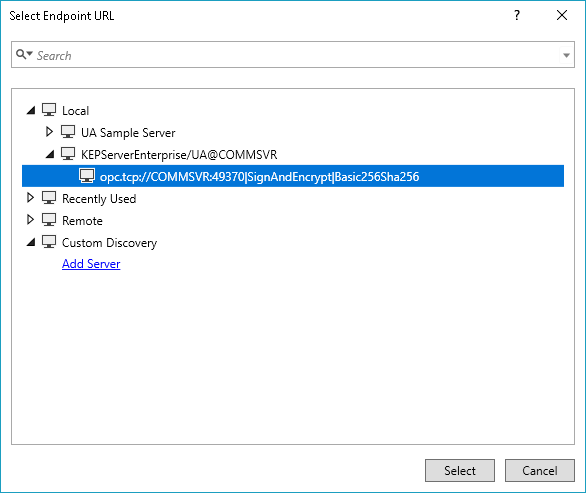 Select Endpoint URL
?
Search
Local
UA Sample Server
KEPServerEnterprise/UA@COMMSVR
opc.tcp://COMMSVR:49370|SignAndEncrypt|Basic256Sha256
Recently Used
Remote
Custom Discovery
Add Server
Select Cancel